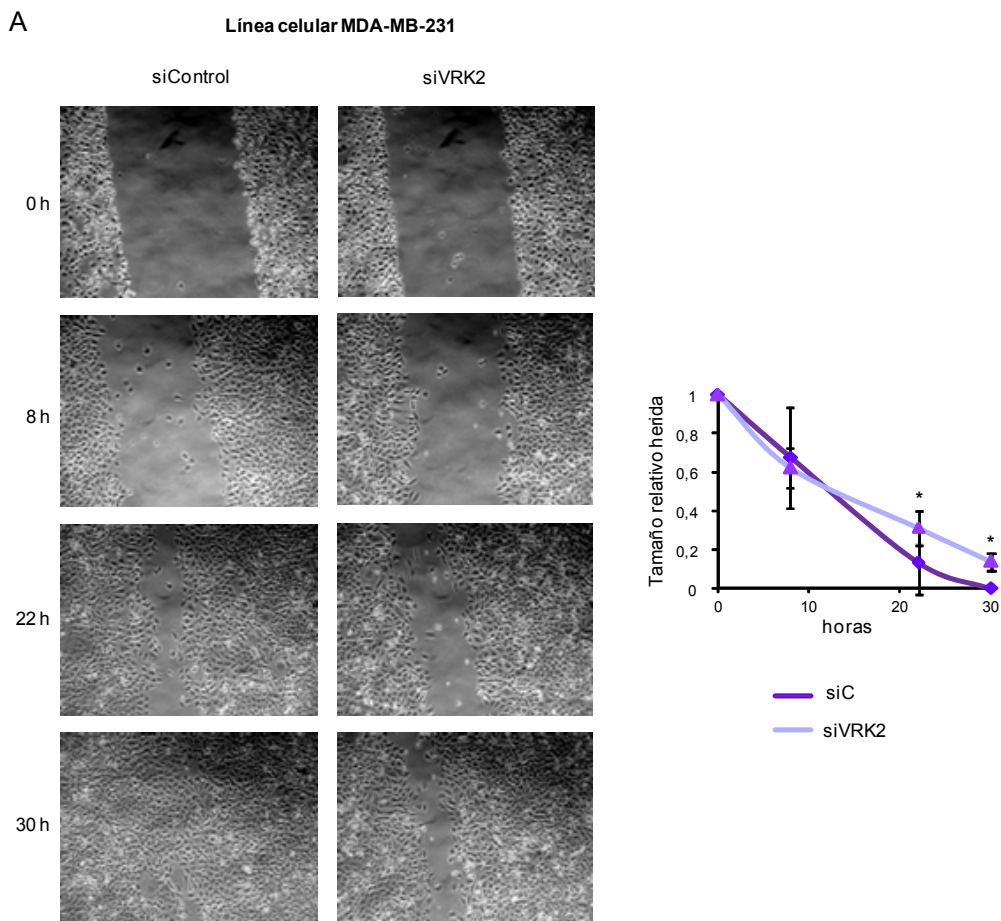 A
Línea celular MDA-MB-231
siControl
siVRK2
0 h
8 h
22 h
30 h
Tamaño relativo herida
1
0,8
0,6
0,4
0,2
0
*
*
0
10
20
30
horas
siC
siVRK2